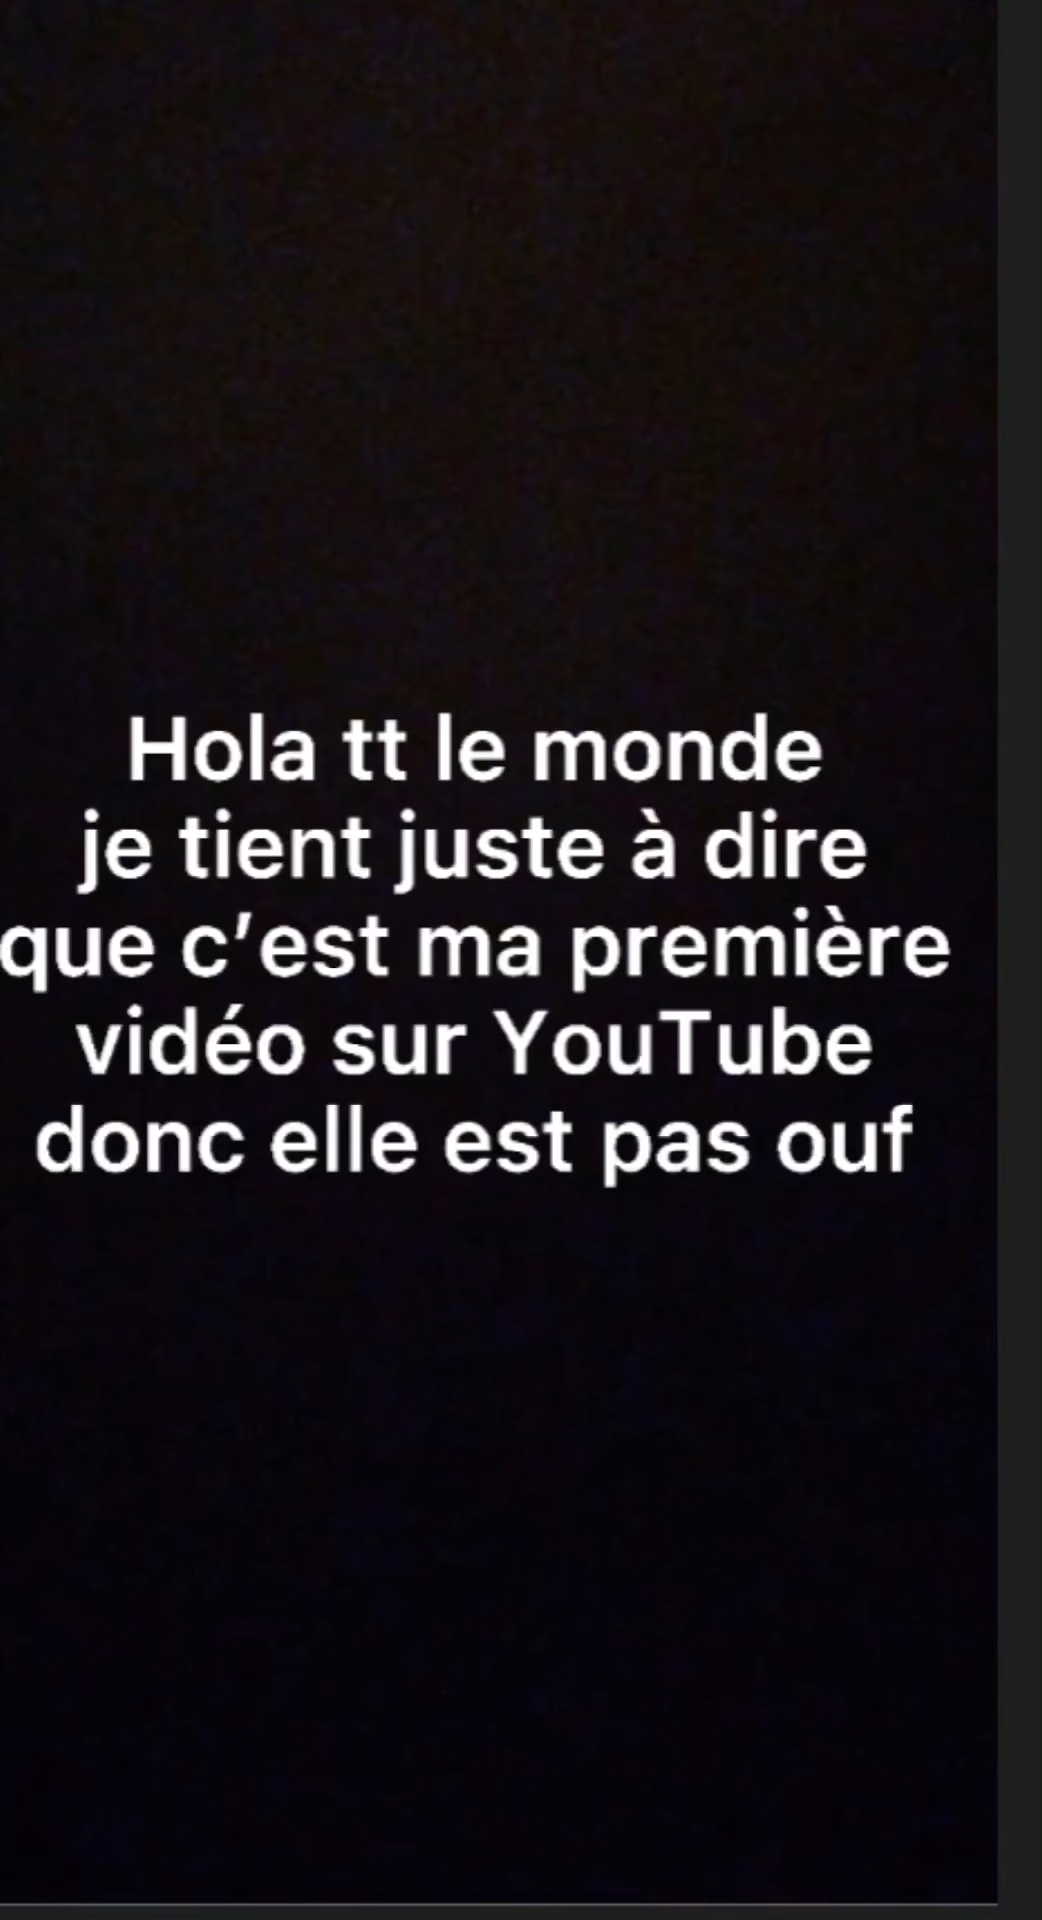 Hola tt le monde
je tient juste à dire
que c’est ma première
vidéo sur YouTube
donc elle est pas ouf